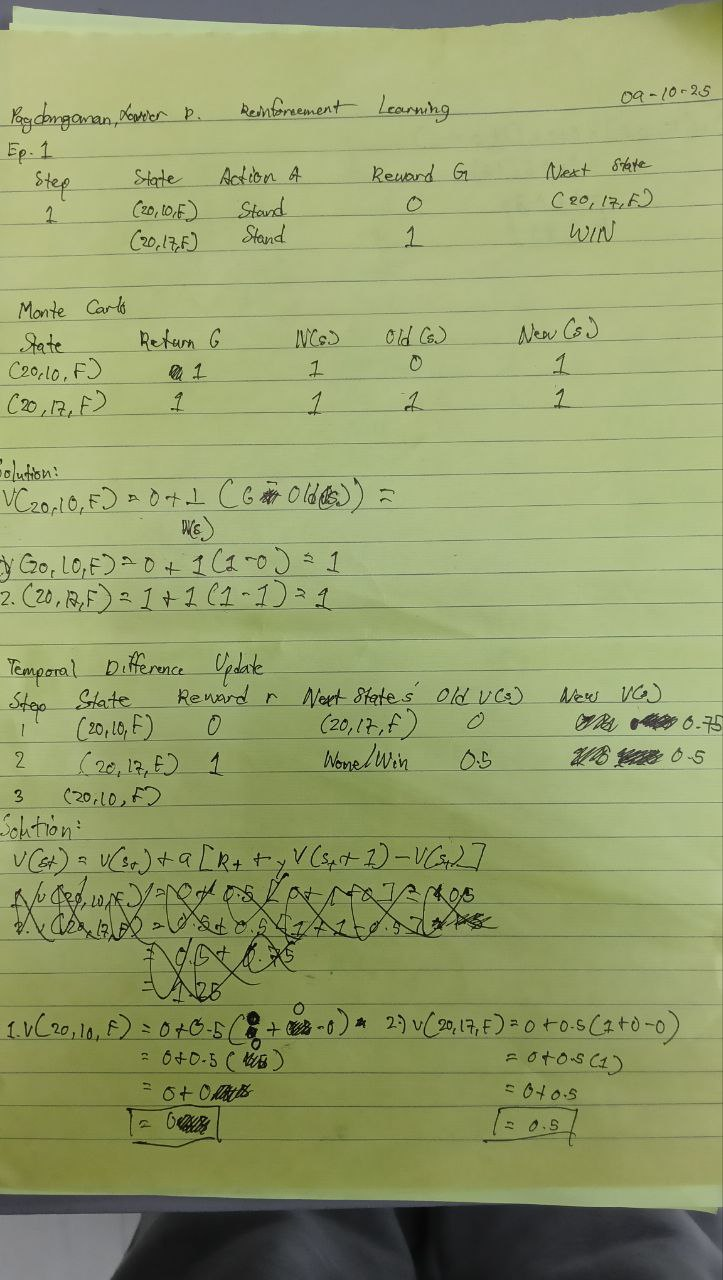 Pagdanganan, Xavier D. Reinforcement Learning 09-10-25
Ep. 1
Step State Action A Reward G Next State
1 (20,10,F) Stand 0 (20,17,F)
(20,17,F) Stand 1 WIN
Monte Carlo
State Return G N(s) Old (s) New (s)
(20,10,F) 1 1 0 1
(20,17,F) 1 1 1 1
Solution:
V(20,10,F) = 0 + 1 (G - Old(s)) =
N(s)
(20,10,F) = 0 + 1(1-0) = 1
2. (20,17,F) = 1 + 1(1-1) = 1
Temporal Difference Update
Step State Reward r Next State s' Old V(s) New V(s)
1 (20,10,F) 0 (20,17,F) 0 0.75
2 (20,17,F) 1 None/Win 0.5 0.5
3 (20,10,F)
Solution:
V(st) = V(st) + a [Rt + y V(st + 1) - V(st)]
= 0.5 + 0.75
= 1.25
1. V(20,10,F) = 0+0.5( + 0 -0) 2.) V(20,17,F) = 0+0.5(1+0-0)
= 0+0.5( = 0+0.5(1)
= 0+0 = 0+0.5
= 0 = 0.5